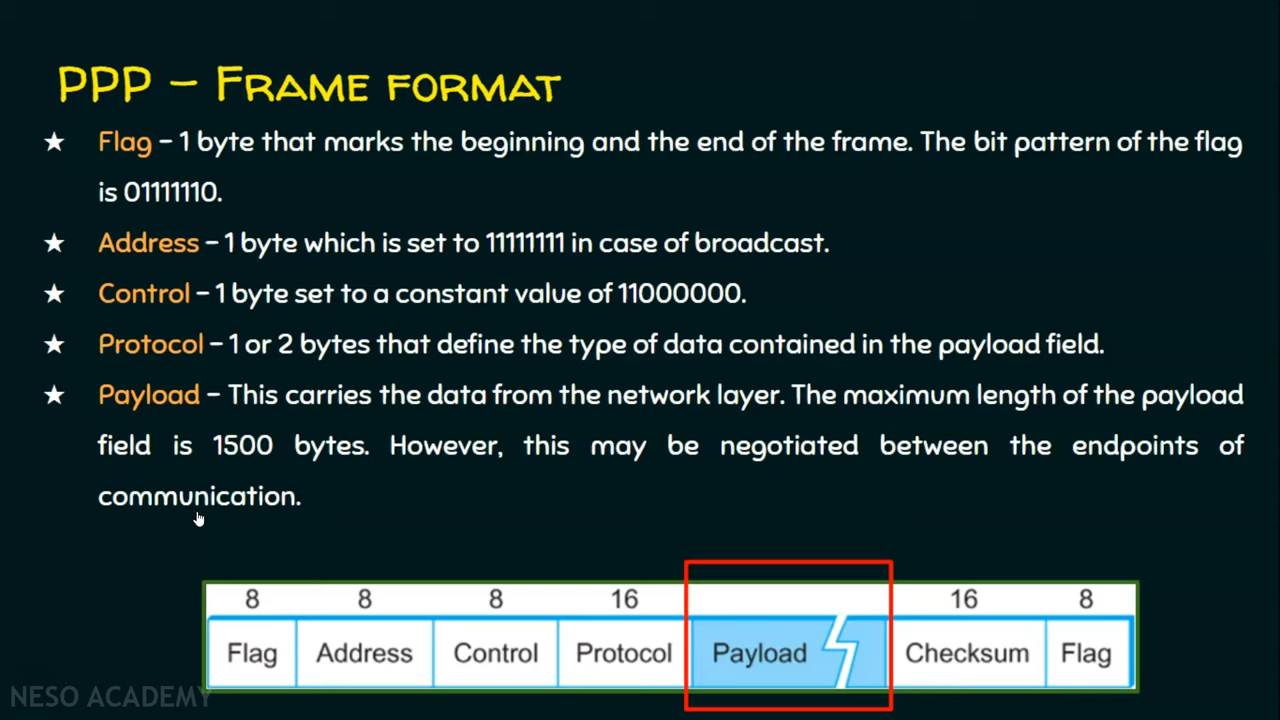 PPP – FRAME FORMAT
★ Flag – 1 byte that marks the beginning and the end of the frame. The bit pattern of the flag
is 01111110.
★ Address – 1 byte which is set to 11111111 in case of broadcast.
★ Control – 1 byte set to a constant value of 11000000.
★ Protocol – 1 or 2 bytes that define the type of data contained in the payload field.
★ Payload – This carries the data from the network layer. The maximum length of the payload
field is 1500 bytes. However, this may be negotiated between the endpoints of
communication.
8 8 8 16 16 8
Flag Address Control Protocol Payload Checksum Flag
NESO ACADEMY